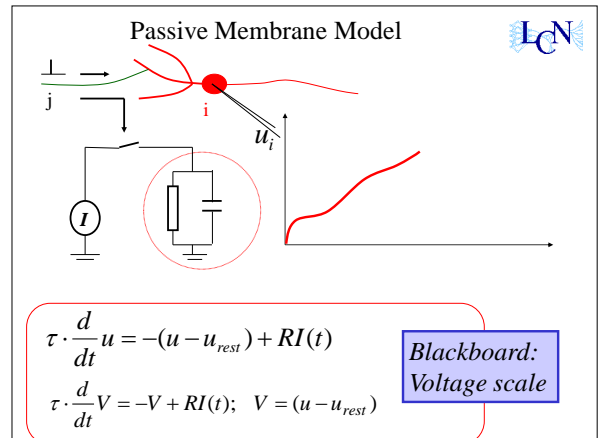 Passive Membrane Model
LCN
j
i
u_i
I
τ · d/dt u = -(u - u_rest) + RI(t)
τ · d/dt V = -V + RI(t); V = (u - u_rest)
Blackboard:
Voltage scale